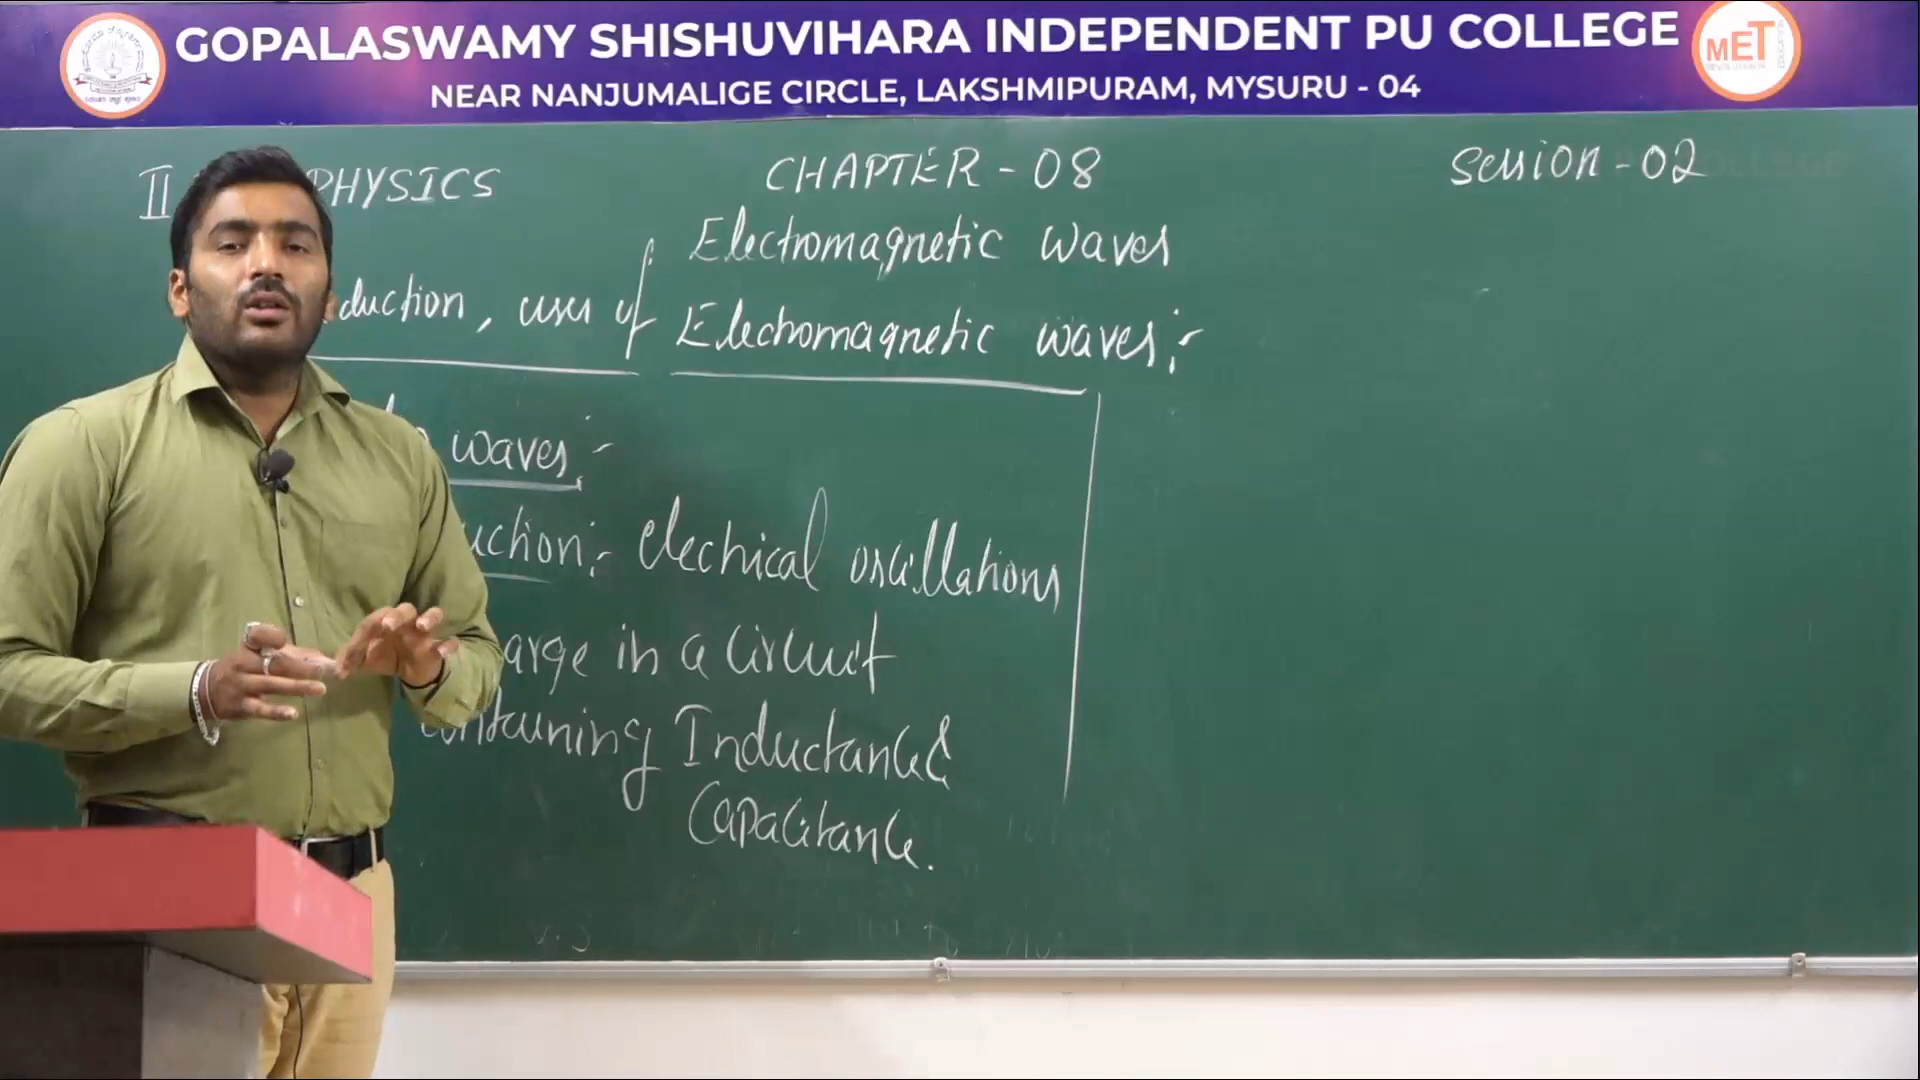 GOPALASWAMY SHISHUVIHARA INDEPENDENT PU COLLEGE
NEAR NANJUMALIGE CIRCLE, LAKSHMIPURAM, MYSURU - 04
MET
II PHYSICS
CHAPTER - 08
Session - 02
Electromagnetic waves
duction, uses of Electromagnetic waves:-
waves:-
uction:- electrical oscillations
arge in a circuit
containing Inductance &
Capacitance.